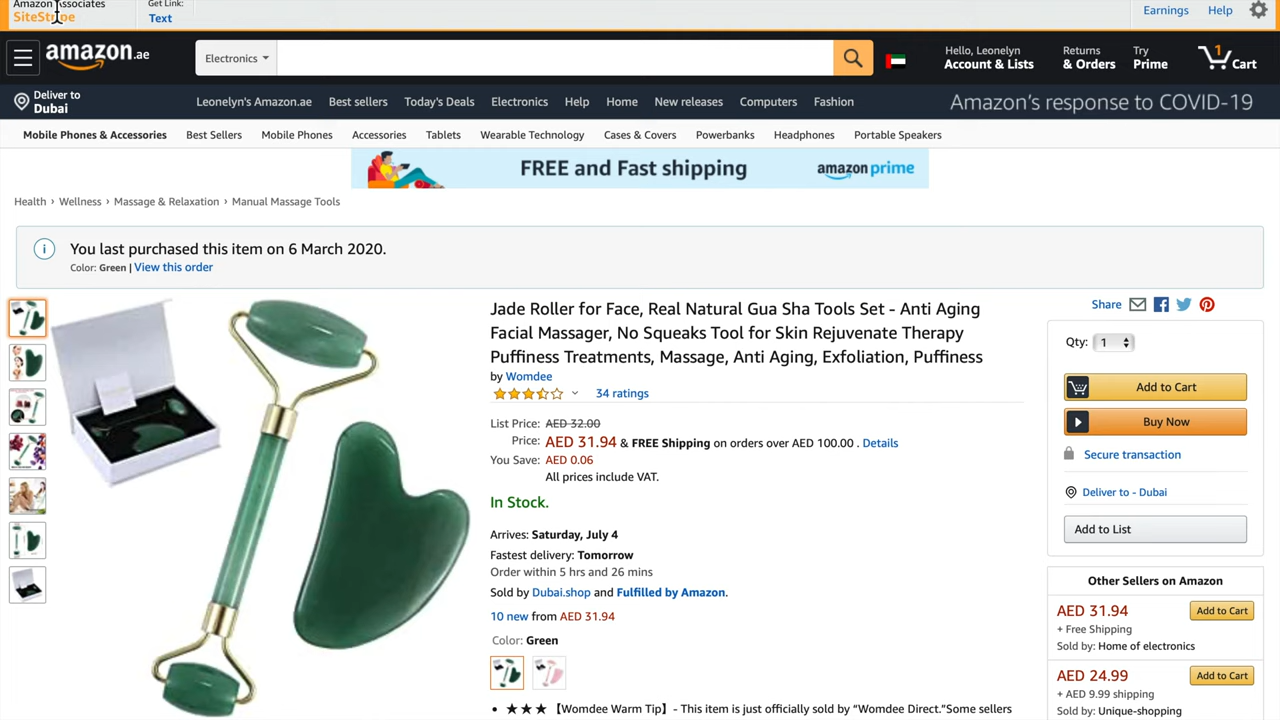 Amazon Associates
SiteStripe
Get Link:
Text
Earnings
Help
amazon.ae
Electronics
Hello, Leonelyn
Account & Lists
Returns
& Orders
Try
Prime
1
Cart
Deliver to
Dubai
Leonelyn's Amazon.ae
Best sellers
Today's Deals
Electronics
Help
Home
New releases
Computers
Fashion
Amazon's response to COVID-19
Mobile Phones & Accessories
Best Sellers
Mobile Phones
Accessories
Tablets
Wearable Technology
Cases & Covers
Powerbanks
Headphones
Portable Speakers
FREE and Fast shipping
amazon prime
Health › Wellness › Massage & Relaxation › Manual Massage Tools
You last purchased this item on 6 March 2020.
Color: Green | View this order
Jade Roller for Face, Real Natural Gua Sha Tools Set - Anti Aging
Facial Massager, No Squeaks Tool for Skin Rejuvenate Therapy
Puffiness Treatments, Massage, Anti Aging, Exfoliation, Puffiness
by Womdee
34 ratings
List Price: AED 32.00
Price: AED 31.94 & FREE Shipping on orders over AED 100.00 . Details
You Save: AED 0.06
All prices include VAT.
In Stock.
Arrives: Saturday, July 4
Fastest delivery: Tomorrow
Order within 5 hrs and 26 mins
Sold by Dubai.shop and Fulfilled by Amazon.
10 new from AED 31.94
Color: Green
• ★★★ 【Womdee Warm Tip】- This item is just officially sold by “Womdee Direct.”Some sellers
Share
Qty: 1
Add to Cart
Buy Now
Secure transaction
Deliver to - Dubai
Add to List
Other Sellers on Amazon
AED 31.94
Add to Cart
+ Free Shipping
Sold by: Home of electronics
AED 24.99
Add to Cart
+ AED 9.99 shipping
Sold by: Unique-shopping